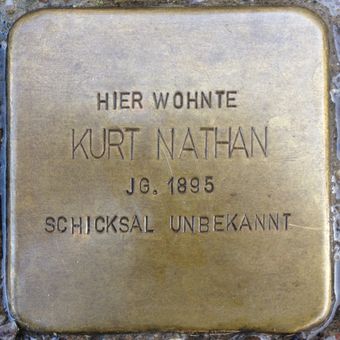 HIER WOHNTE
KURT NATHAN
JG. 1895
SCHICKSAL UNBEKANNT